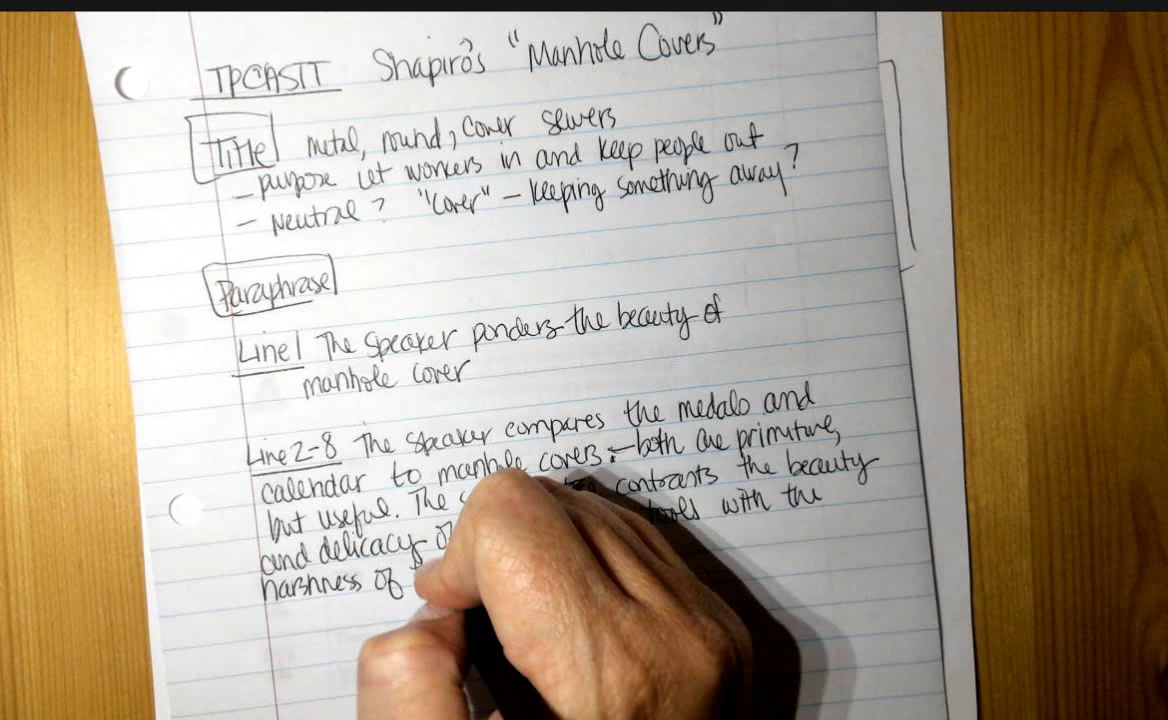 TPCASTT Shapiro's "Manhole Covers"
Title metal, round, cover sewers
- purpose let workers in and keep people out
- Neutral? "Cover" - keeping something away?
Paraphrase
Line 1 The speaker ponders the beauty of
manhole cover
Line 2-8 The speaker compares the medals and
calendar to manhole covers - both are primitive,
but useful. The contrasts the beauty
and delicacy tools with the
harshness of